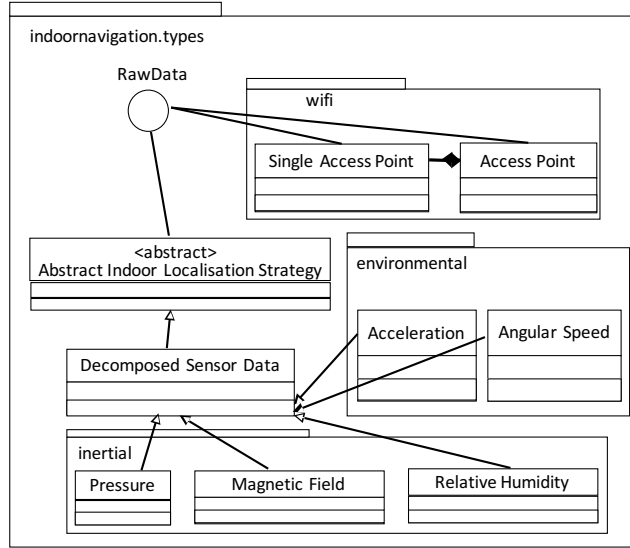 indoornavigation.types
RawData
wifi
Single Access Point
Access Point
<abstract>
Abstract Indoor Localisation Strategy
environmental
Acceleration
Angular Speed
Decomposed Sensor Data
inertial
Pressure
Magnetic Field
Relative Humidity